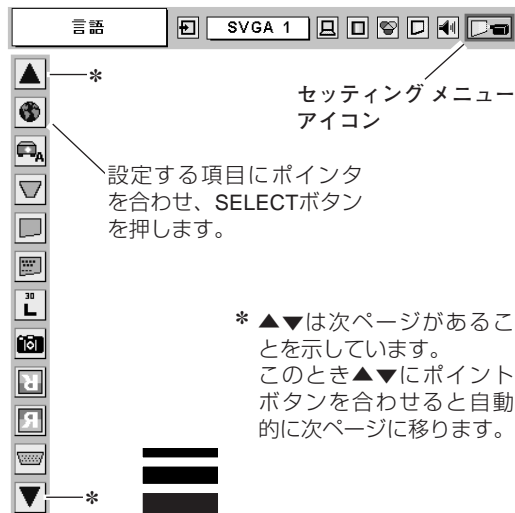 言語
SVGA 1
*
セッティング メニュー
アイコン
A
設定する項目にポインタ
を合わせ、SELECTボタン
を押します。
30
L
* ▲▼は次ページがあるこ
とを示しています。
このとき▲▼にポイント
ボタンを合わせると自動
的に次ページに移ります。
R
R
*